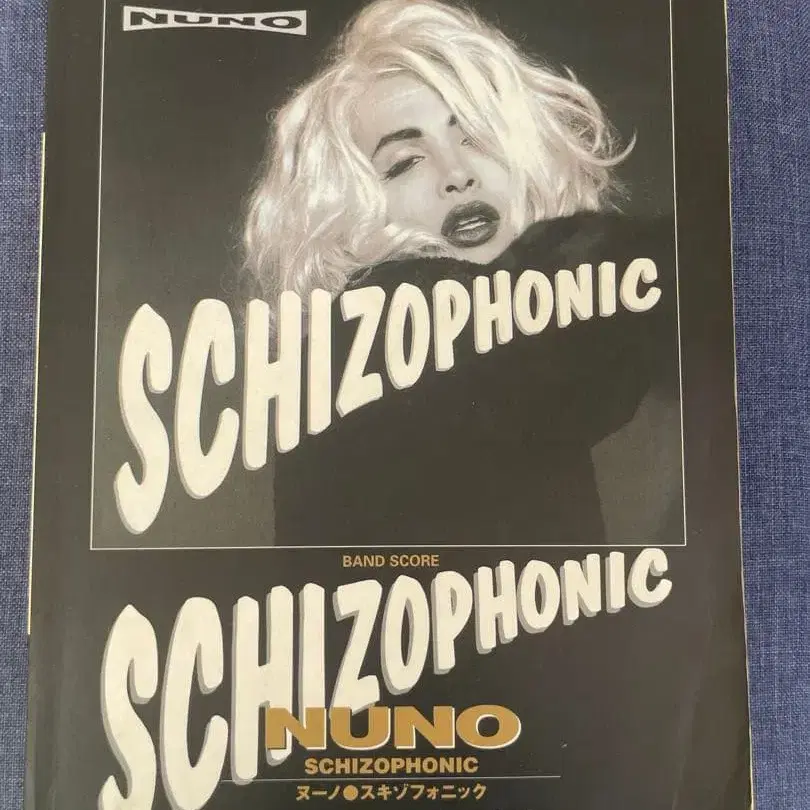 NUNO
SCHIZOPHONIC
BAND SCORE
SCHIZOPHONIC
NUNO
SCHIZOPHONIC
ヌーノ●スキゾフォニック